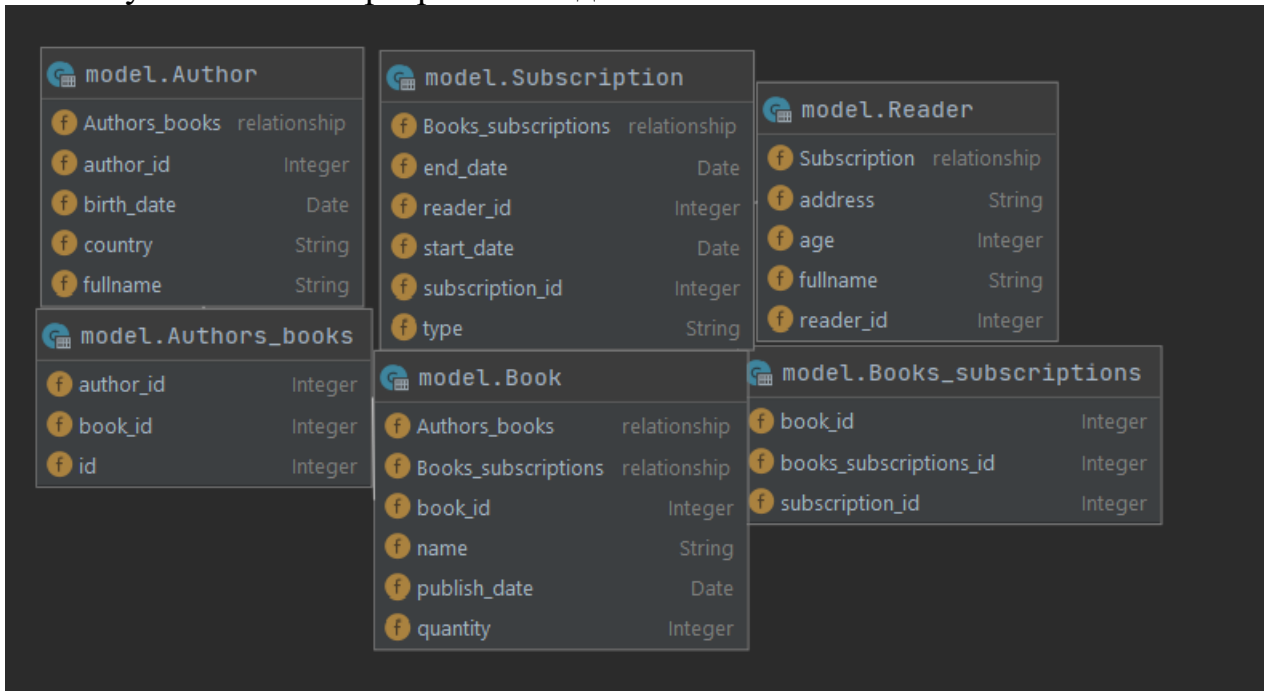 model.Author
Authors_books relationship
author_id Integer
birth_date Date
country String
fullname String
model.Subscription
Books_subscriptions relationship
end_date Date
reader_id Integer
start_date Date
subscription_id Integer
type String
model.Reader
Subscription relationship
address String
age Integer
fullname String
reader_id Integer
model.Authors_books
author_id Integer
book_id Integer
id Integer
model.Book
Authors_books relationship
Books_subscriptions relationship
book_id Integer
name String
publish_date Date
quantity Integer
model.Books_subscriptions
book_id Integer
books_subscriptions_id Integer
subscription_id Integer